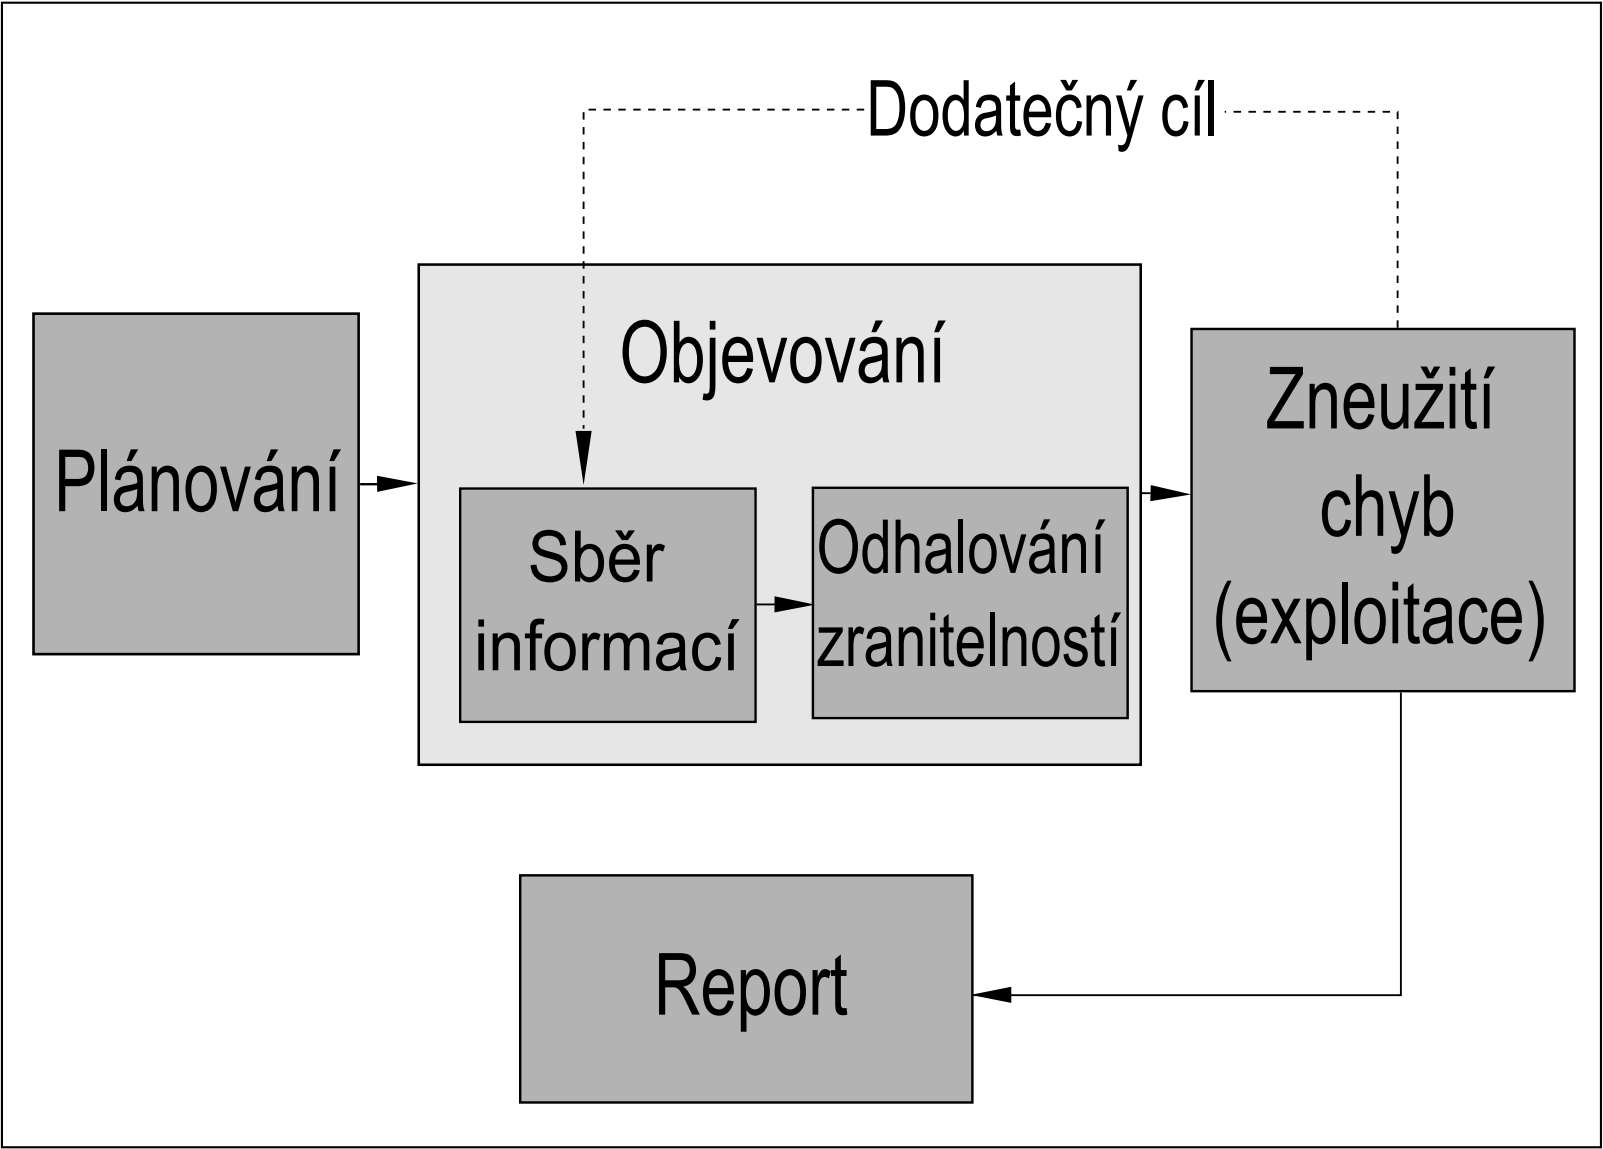 Dodatečný cíl
Plánování
Objevování
Sběr
informací
Odhalování
zranitelností
Zneužití
chyb
(exploitace)
Report